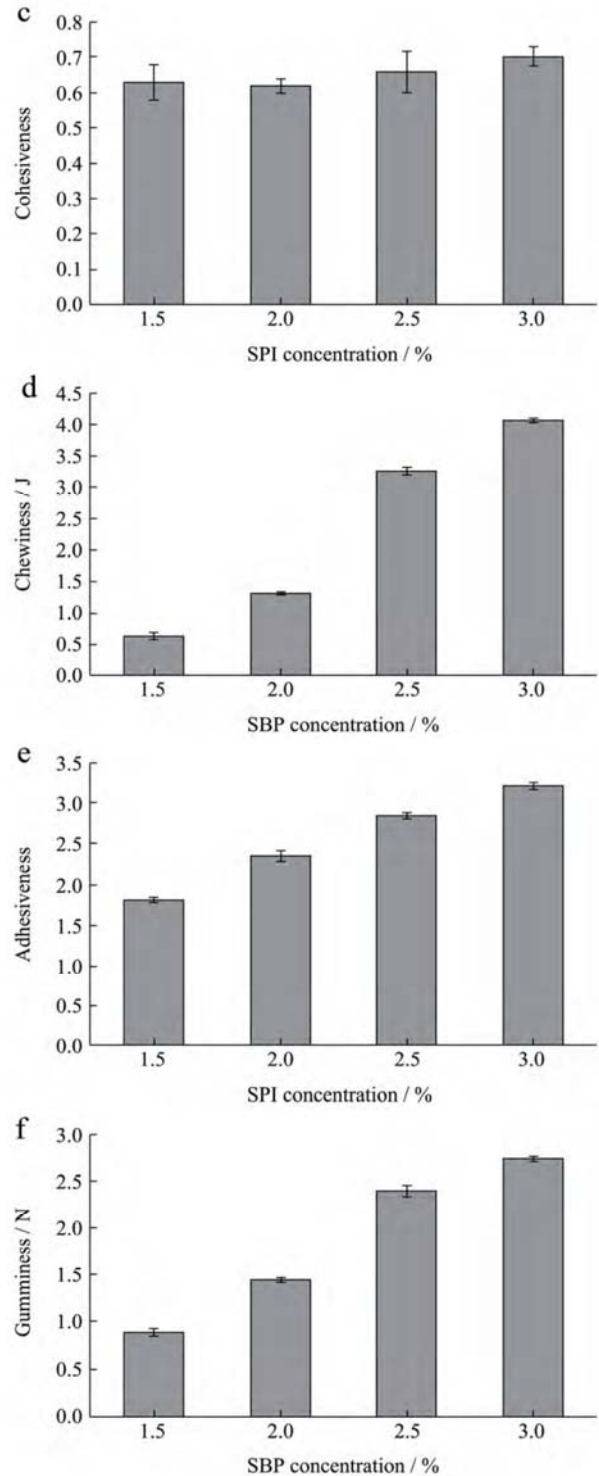 c
0.8
0.7
0.6
0.5
0.4
0.3
0.2
0.1
0.0
Cohesiveness
1.5 2.0 2.5 3.0
SPI concentration / %
d
4.5
4.0
3.5
3.0
2.5
2.0
1.5
1.0
0.5
0.0
Chewiness / J
1.5 2.0 2.5 3.0
SBP concentration / %
e
3.5
3.0
2.5
2.0
1.5
1.0
0.5
0.0
Adhesiveness
1.5 2.0 2.5 3.0
SPI concentration / %
f
3.0
2.5
1.5
1.0
0.5
0.0
Gumminess / N
1.5 2.0 2.5 3.0
SBP concentration / %